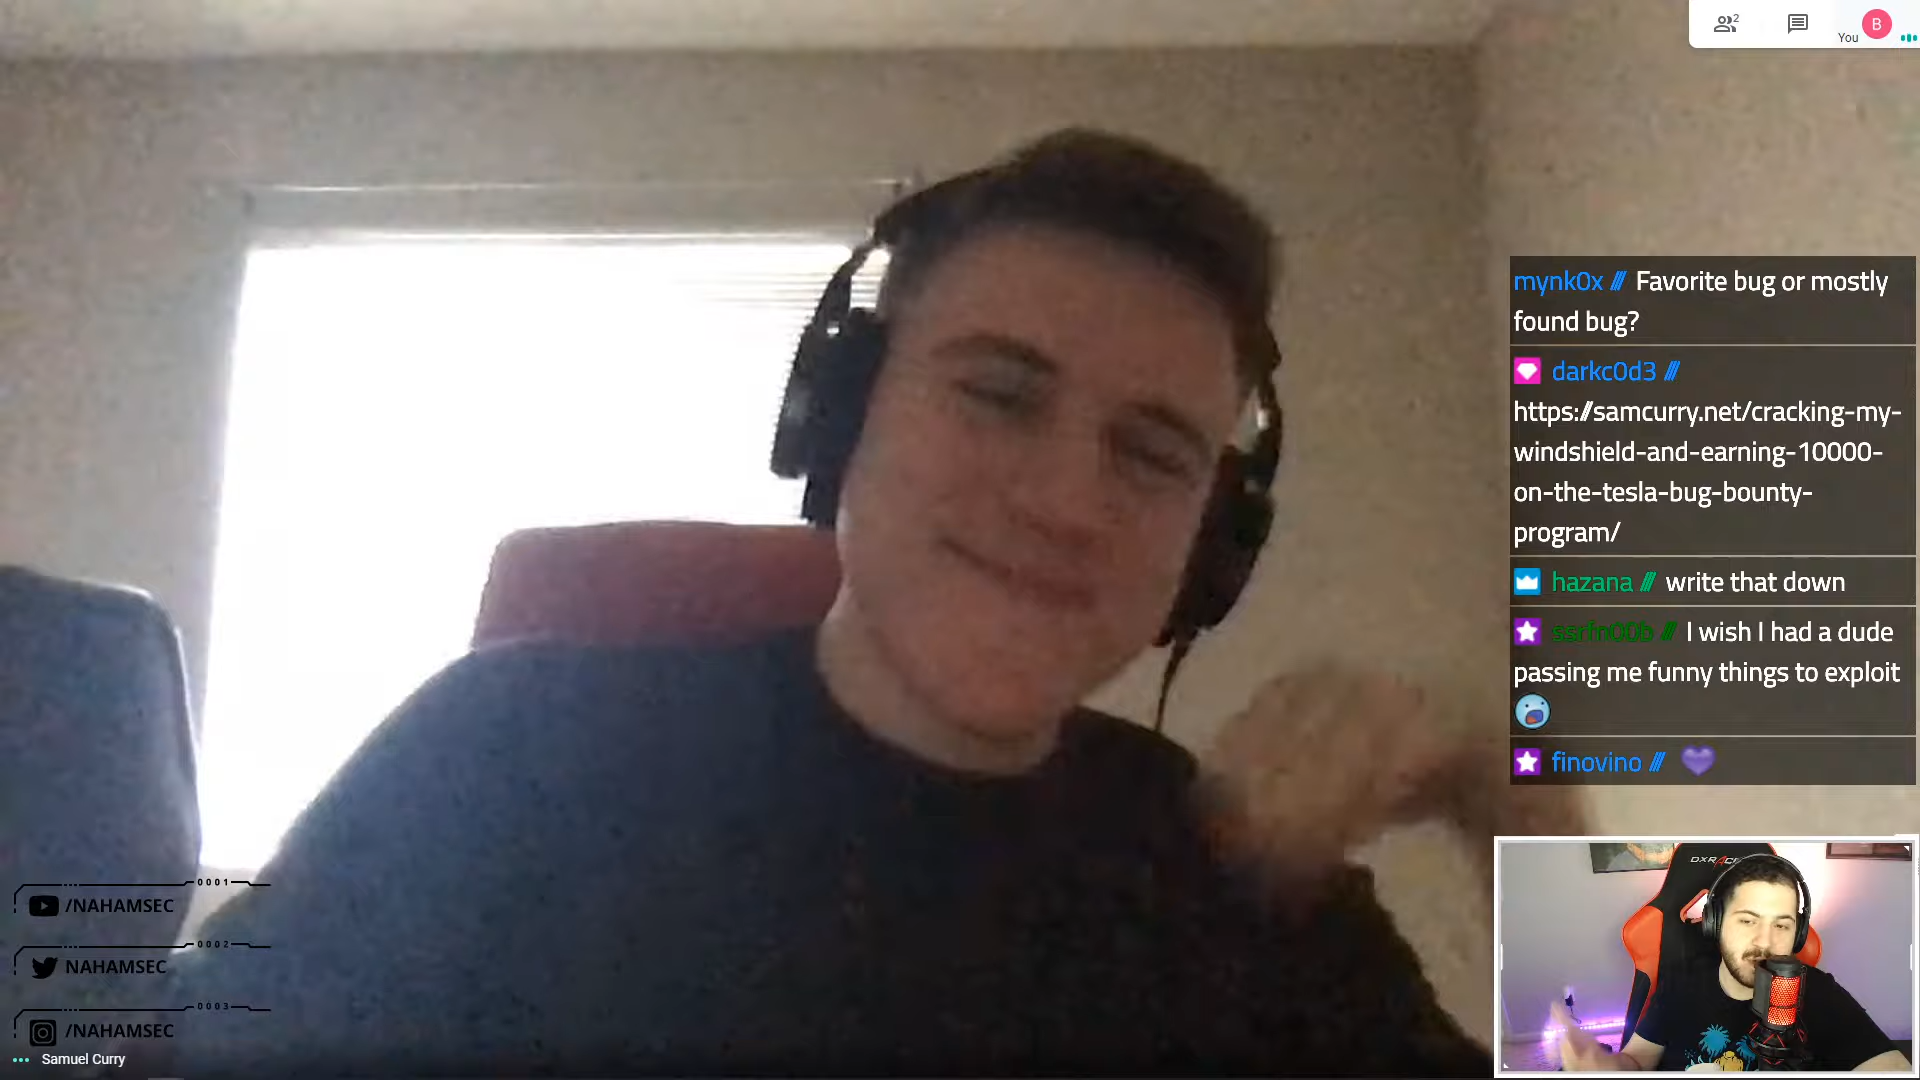 2
You
B
mynk0x /// Favorite bug or mostly
found bug?
darkc0d3 ///
https://samcurry.net/cracking-my-
windshield-and-earning-10000-
on-the-tesla-bug-bounty-
program/
hazana /// write that down
ssrfn00b /// I wish I had a dude
passing me funny things to exploit
finovino ///
0001
/NAHAMSEC
0002
NAHAMSEC
0003
/NAHAMSEC
Samuel Curry